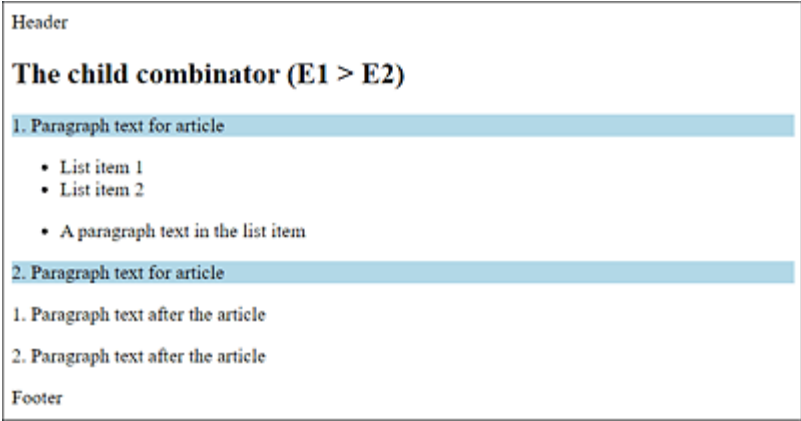 Header
The child combinator (E1 > E2)
1. Paragraph text for article
• List item 1
• List item 2
• A paragraph text in the list item
2. Paragraph text for article
1. Paragraph text after the article
2. Paragraph text after the article
Footer